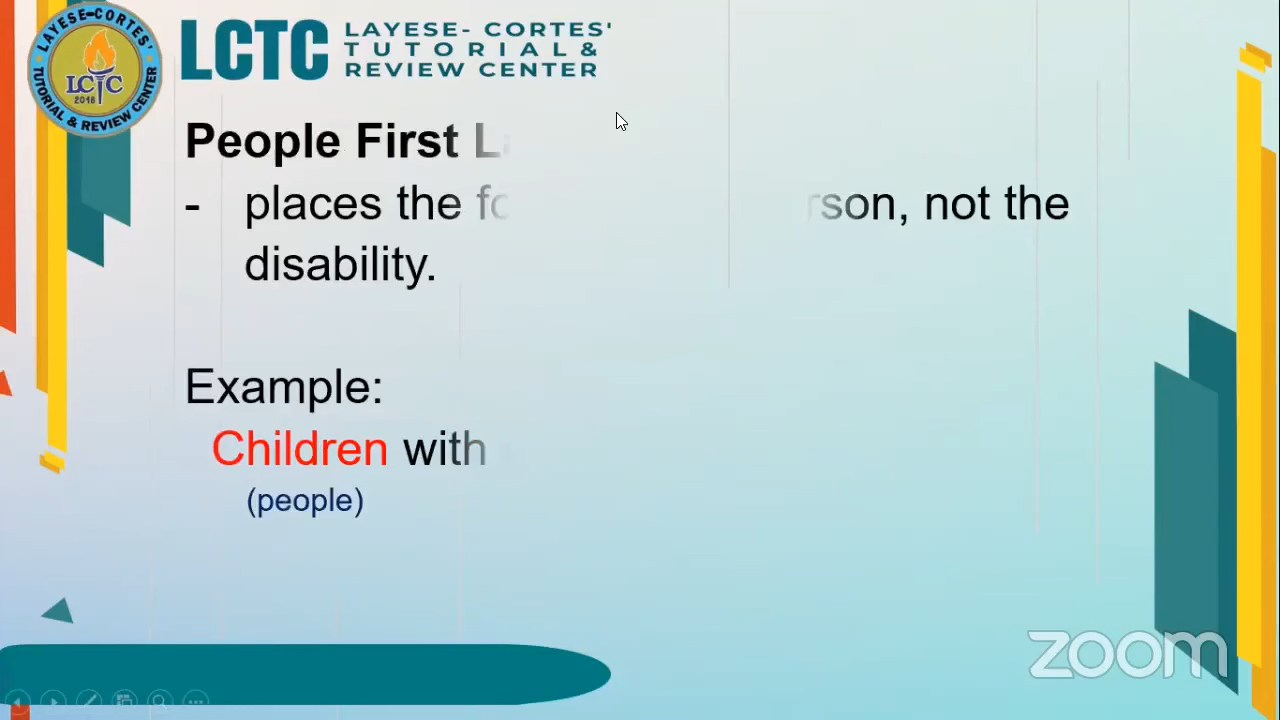 LAYESE-CORTES'
LCTC
2018
TUTORIAL & REVIEW CENTER
LCTC
LAYESE- CORTES'
TUTORIAL &
REVIEW CENTER
People First
- places the not the
disability.
Example:
Children with
(people)
zoom